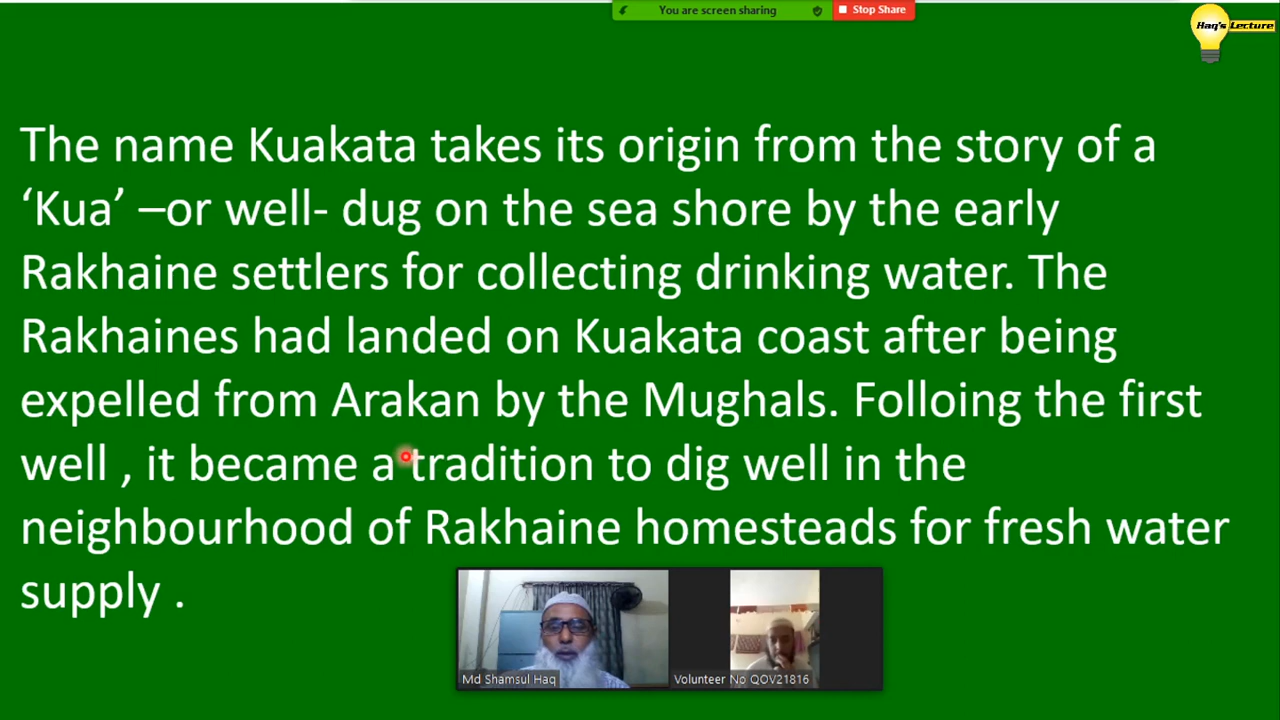 You are screen sharing
Stop Share
Haq's Lecture
The name Kuakata takes its origin from the story of a
‘Kua’ –or well- dug on the sea shore by the early
Rakhaine settlers for collecting drinking water. The
Rakhaines had landed on Kuakata coast after being
expelled from Arakan by the Mughals. Folloing the first
well , it became a tradition to dig well in the
neighbourhood of Rakhaine homesteads for fresh water
supply .
Md Shamsul Haq
Volunteer No QOV21816